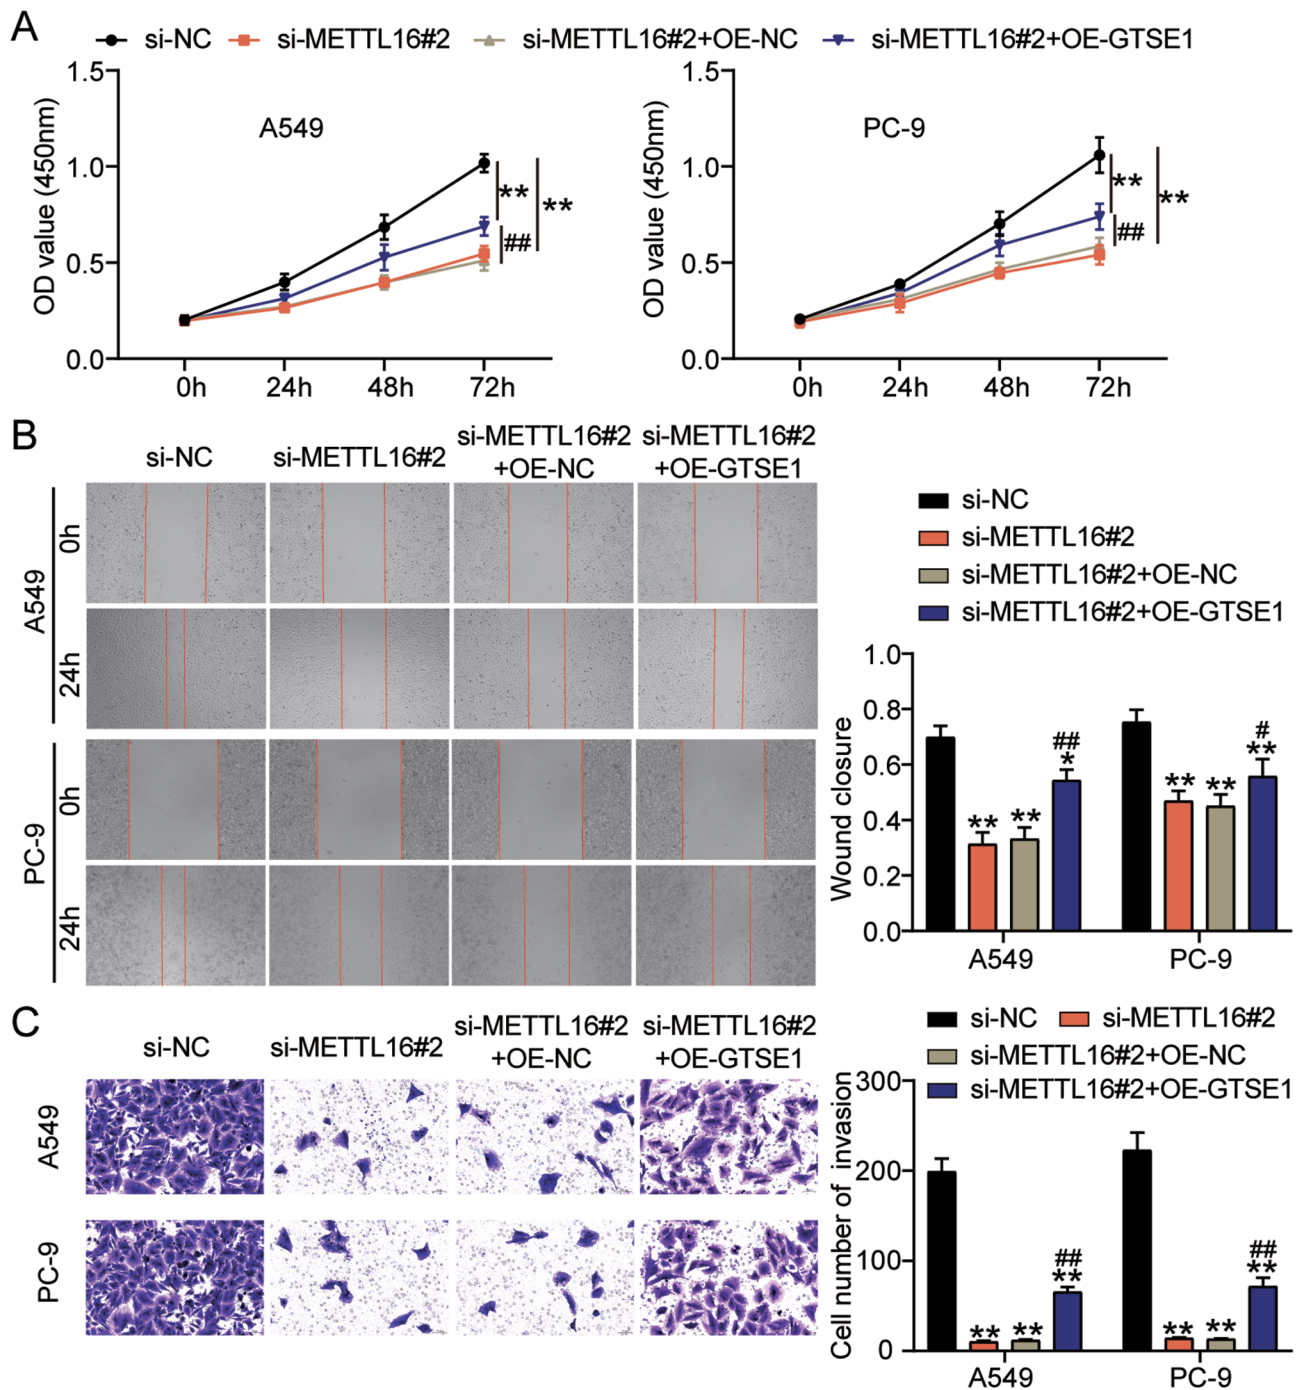 A
si-NC si-METTL16#2 si-METTL16#2+OE-NC si-METTL16#2+OE-GTSE1
OD value (450nm)
1.5
1.0
0.5
0.0
A549
**
**
##
0h 24h 48h 72h
OD value (450nm)
1.5
1.0
0.5
0.0
PC-9
**
**
##
0h 24h 48h 72h
B
si-NC
si-METTL16#2
si-METTL16#2
+OE-NC
si-METTL16#2
+OE-GTSE1
A549
0h
24h
PC-9
0h
24h
si-NC
si-METTL16#2
si-METTL16#2+OE-NC
si-METTL16#2+OE-GTSE1
Wound closure
1.0
0.8
0.6
0.4
0.2
0.0
**
**
##
*
**
**
#
**
A549 PC-9
C
si-NC
si-METTL16#2
si-METTL16#2
+OE-NC
si-METTL16#2
+OE-GTSE1
A549
PC-9
si-NC si-METTL16#2
si-METTL16#2+OE-NC
si-METTL16#2+OE-GTSE1
Cell number of invasion
300
200
100
0
**
**
##
**
**
**
##
**
A549 PC-9